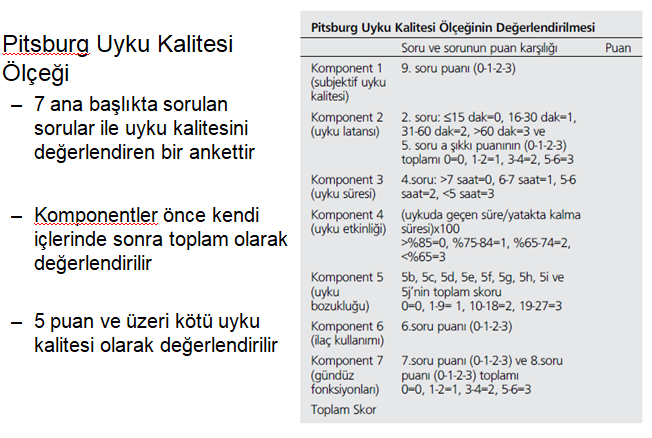 Pitsburg Uyku Kalitesi
Ölçeği
– 7 ana başlıkta sorulan
sorular ile uyku kalitesini
değerlendiren bir ankettir
– Komponentler önce kendi
içlerinde sonra toplam olarak
değerlendirilir
– 5 puan ve üzeri kötü uyku
kalitesi olarak değerlendirilir
Pitsburg Uyku Kalitesi Ölçeğinin Değerlendirilmesi
Soru ve sorunun puan karşılığı Puan
Komponent 1 9. soru puanı (0-1-2-3)
(subjektif uyku
kalitesi)
Komponent 2 2. soru: ≤15 dak=0, 16-30 dak=1,
(uyku latansı) 31-60 dak=2, >60 dak=3 ve
5. soru a şıkkı puanının (0-1-2-3)
toplamı 0=0, 1-2=1, 3-4=2, 5-6=3
Komponent 3 4.soru: >7 saat=0, 6-7 saat=1, 5-6
(uyku süresi) saat=2, <5 saat=3
Komponent 4 (uykuda geçen süre/yatakta kalma
(uyku etkinliği) süresi)x100
>%85=0, %75-84=1, %65-74=2,
<%65=3
Komponent 5 5b, 5c, 5d, 5e, 5f, 5g, 5h, 5i ve
(uyku 5j'nin toplam skoru
bozukluğu) 0=0, 1-9= 1, 10-18=2, 19-27=3
Komponent 6 6.soru puanı (0-1-2-3)
(ilaç kullanımı)
Komponent 7 7.soru puanı (0-1-2-3) ve 8.soru
(gündüz puanı (0-1-2-3) toplamı
fonksiyonları) 0=0, 1-2=1, 3-4=2, 5-6=3
Toplam Skor